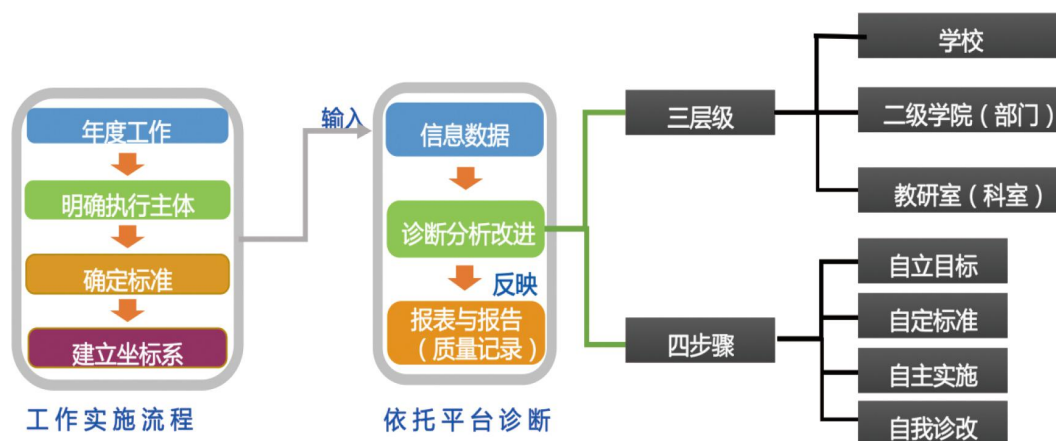 年度工作
明确执行主体
确定标准
建立坐标系
工作实施流程
输入
信息数据
诊断分析改进
反映
报表与报告
（质量记录）
依托平台诊断
三层级
学校
二级学院（部门）
教研室（科室）
四步骤
自立目标
自定标准
自主实施
自我诊改